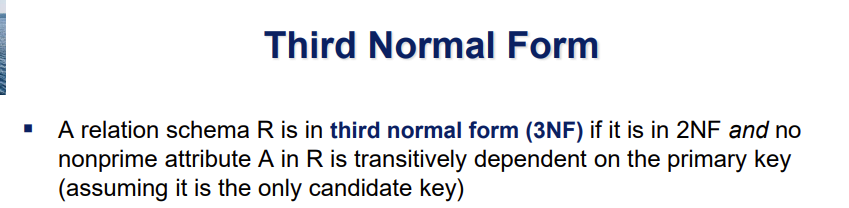 Third Normal Form
▪ A relation schema R is in third normal form (3NF) if it is in 2NF and no
nonprime attribute A in R is transitively dependent on the primary key
(assuming it is the only candidate key)